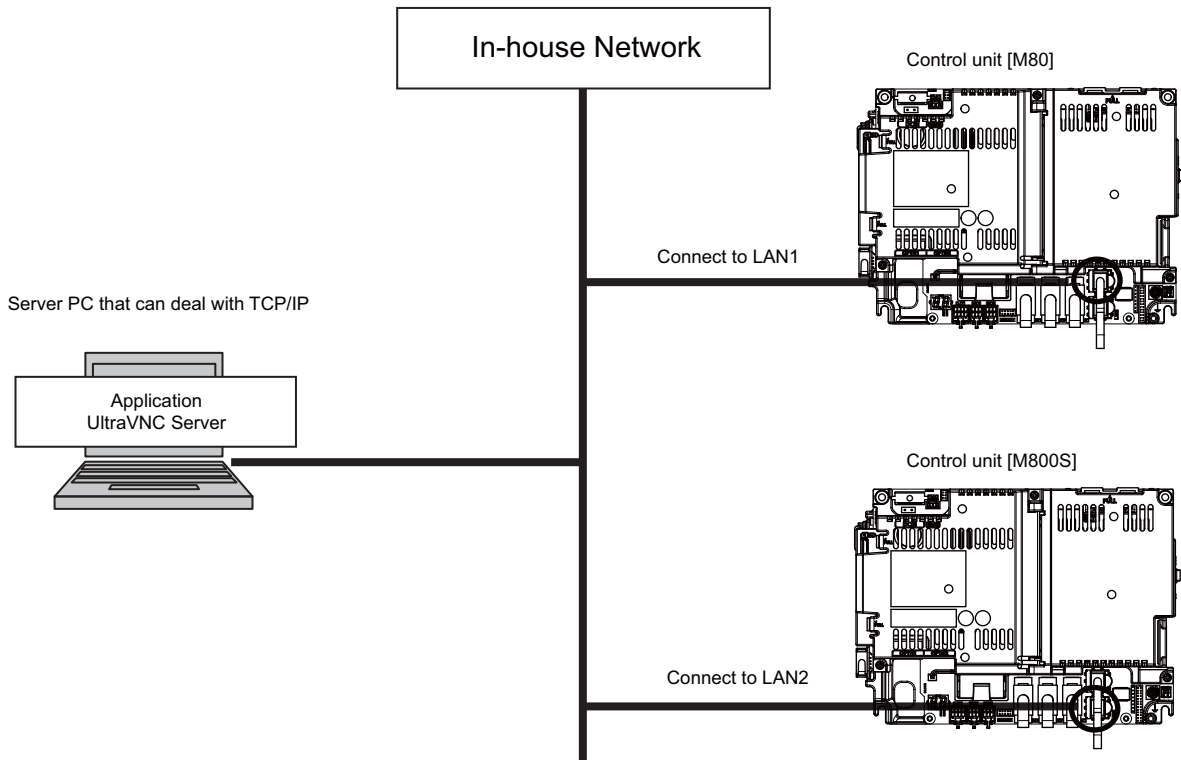 In-house Network
Control unit [M80]
Connect to LAN1
Server PC that can deal with TCP/IP
Application
UltraVNC Server
Control unit [M800S]
Connect to LAN2